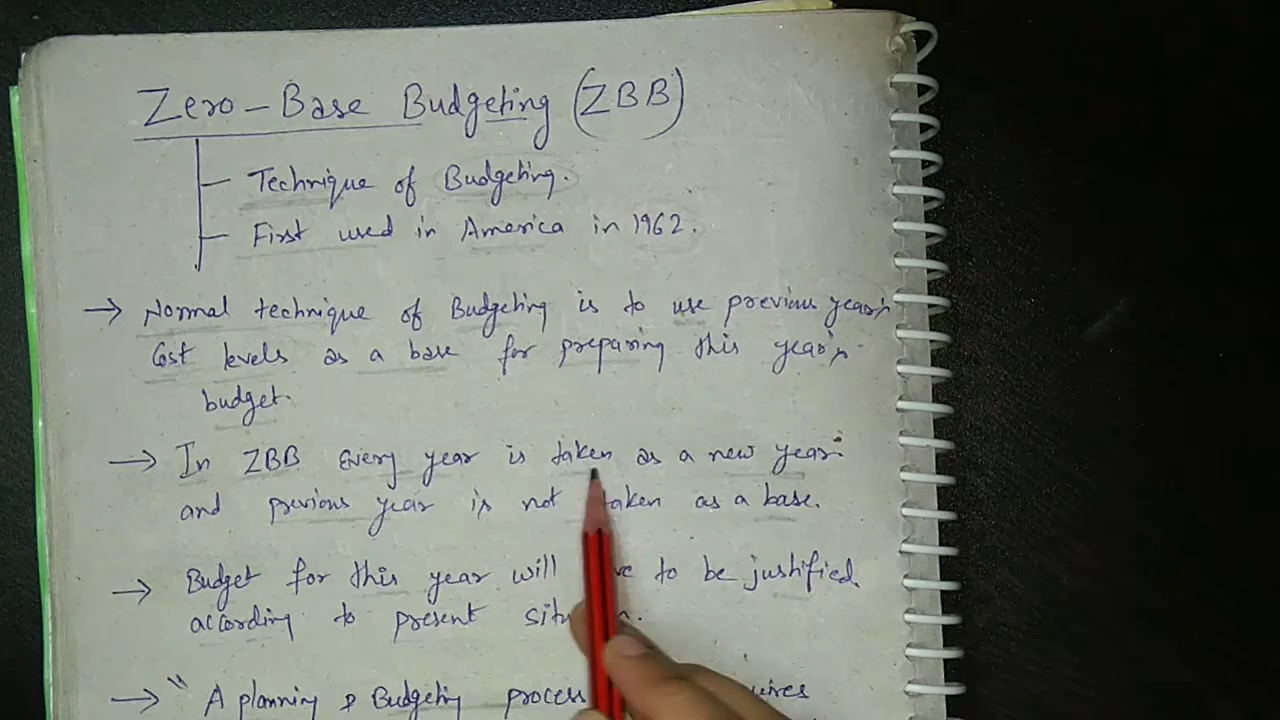 Zero-Base Budgeting (ZBB)
Technique of Budgeting.
First used in America in 1962.
→ Normal technique of Budgeting is to use previous year's
Cost levels as a base for preparing this year's
budget.
→ In ZBB Every year is taken as a new year
and previous year is not taken as a base.
→ Budget for this year will to be justified
according to present
→ " A planning & Budgeting process